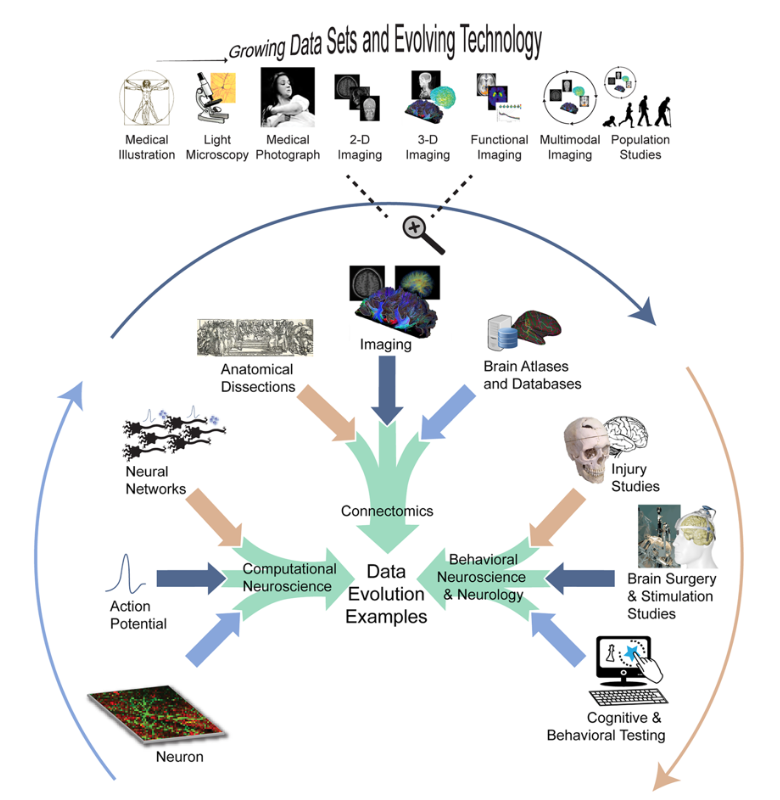 Growing Data Sets and Evolving Technology
Medical
Illustration
Light
Microscopy
Medical
Photograph
2-D
Imaging
3-D
Imaging
Functional
Imaging
Multimodal
Imaging
Population
Studies
Imaging
Anatomical
Dissections
Brain Atlases
and Databases
Neural
Networks
Injury
Studies
Connectomics
Computational
Neuroscience
Data
Evolution
Examples
Behavioral
Neuroscience
& Neurology
Action
Potential
Brain Surgery
& Stimulation
Studies
Neuron
Cognitive &
Behavioral Testing